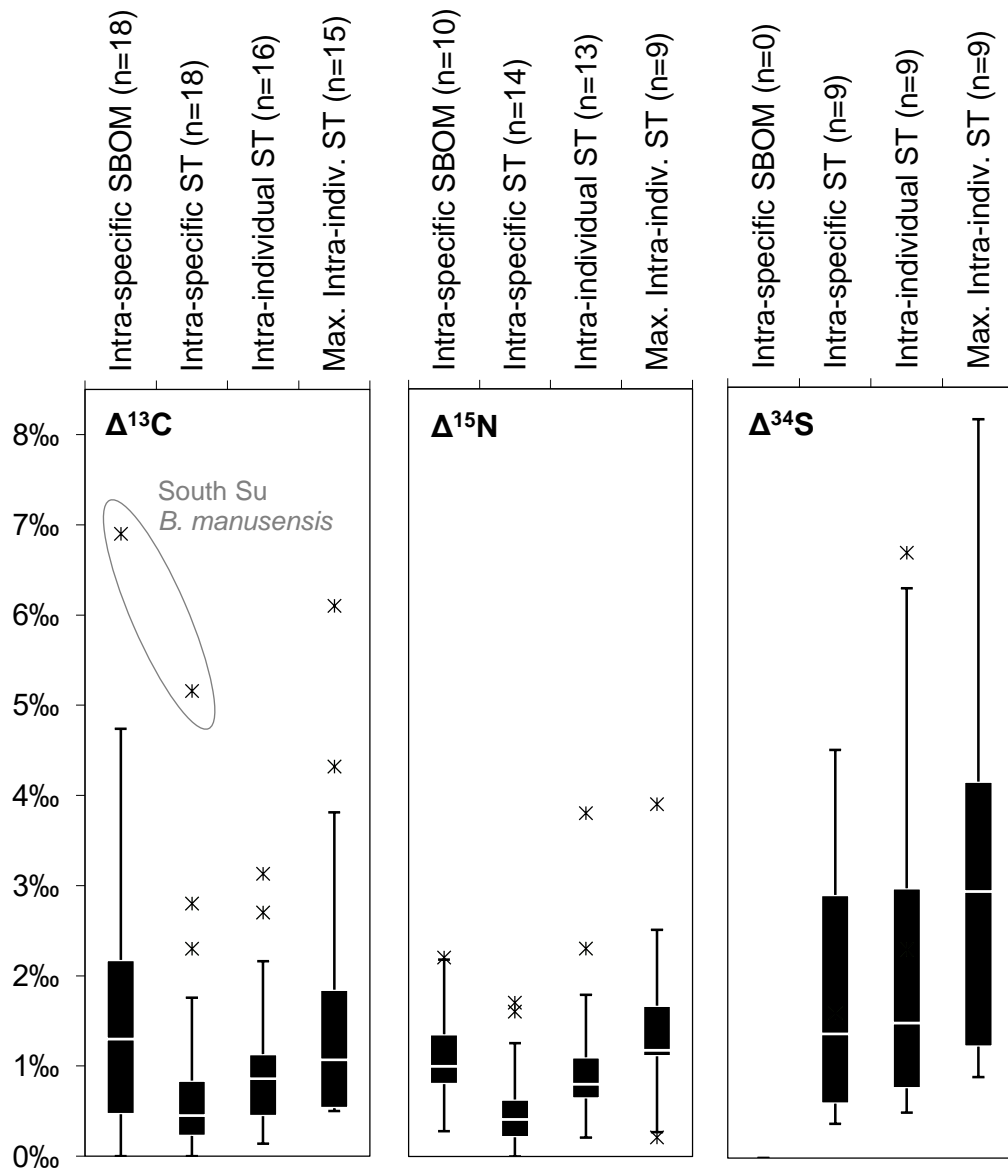 Intra-specific SBOM (n=18)
Intra-specific ST (n=18)
Intra-individual ST (n=16)
Max. Intra-indiv. ST (n=15)
Intra-specific SBOM (n=10)
Intra-specific ST (n=14)
Intra-individual ST (n=13)
Max. Intra-indiv. ST (n=9)
Intra-specific SBOM (n=0)
Intra-specific ST (n=9)
Intra-individual ST (n=9)
Max. Intra-indiv. ST (n=9)
Δ¹³C
Δ¹⁵N
Δ³⁴S
South Su
B. manusensis
8‰
7‰
6‰
5‰
4‰
3‰
2‰
1‰
0‰